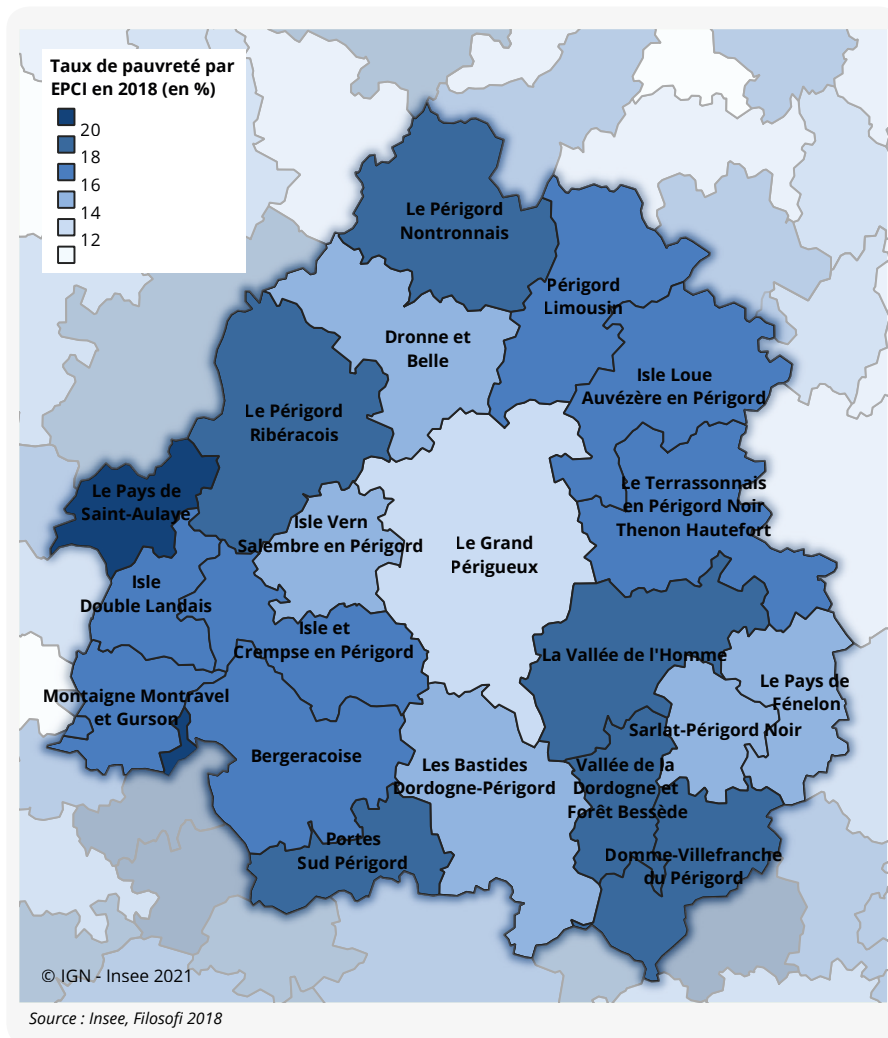 Taux de pauvreté par
EPCI en 2018 (en %)
20
18
16
14
12
Le Périgord
Nontronnais
Périgord
Limousin
Dronne et
Belle
Isle Loue
Auvézère en Périgord
Le Périgord
Ribéracois
Le Terrassonnais
en Périgord Noir
Thenon Hautefort
Le Pays de
Saint-Aulaye
Isle Vern
Salembre en Périgord
Le Grand
Périgueux
Isle
Double Landais
Isle et
Crempse en Périgord
La Vallée de l'Homme
Le Pays de
Fénelon
Montaigne Montravel
et Gurson
Sarlat-Périgord Noir
Bergeracoise
Les Bastides
Dordogne-Périgord
Vallée de la
Dordogne et
Forêt Bessède
Portes
Sud Périgord
Domme-Villefranche
du Périgord
© IGN - Insee 2021
Source : Insee, Filosofi 2018